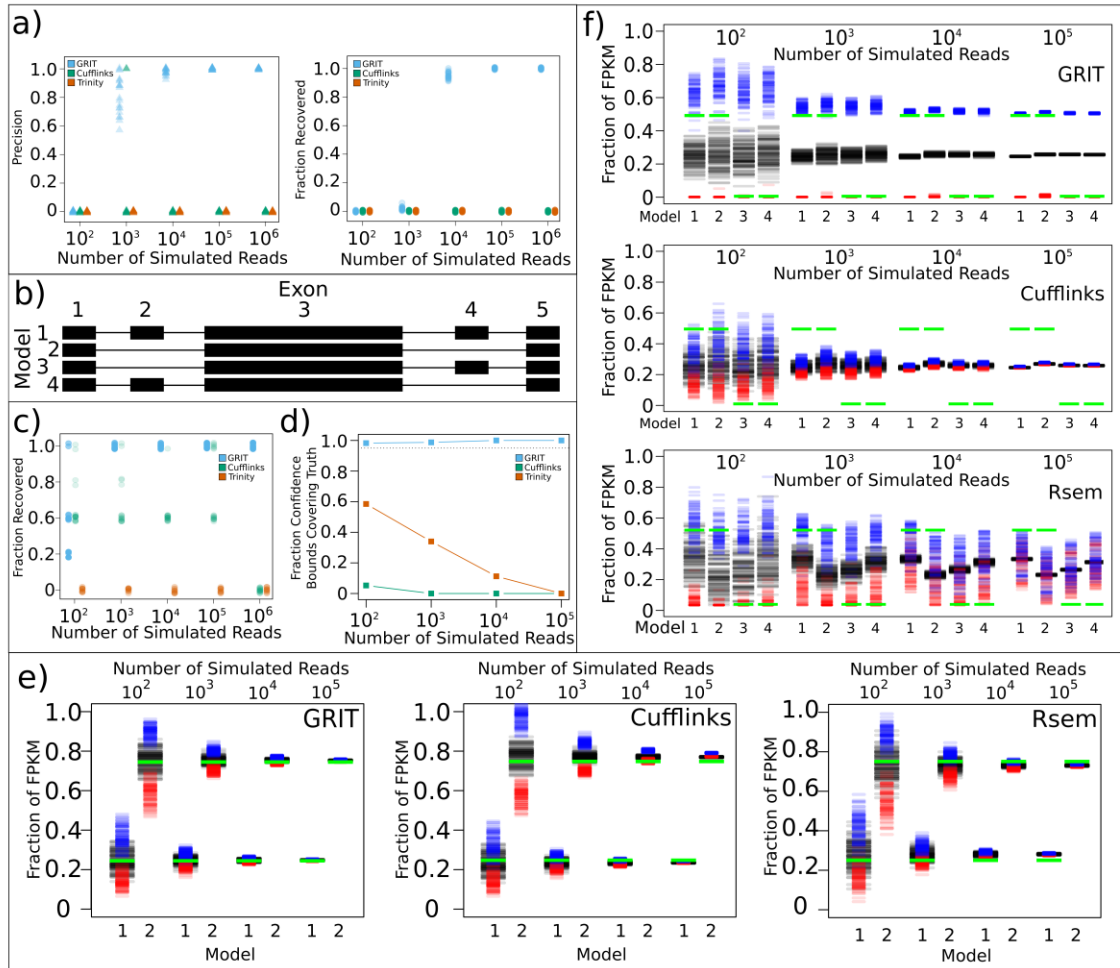 a)
GRIT
Cufflinks
Trinity
Precision
1.0
0.8
0.6
0.4
0.2
0
10²
10³
10⁴
10⁵
10⁶
Number of Simulated Reads
GRIT
Cufflinks
Trinity
Fraction Recovered
1.0
0.8
0.6
0.4
0.2
0
10²
10³
10⁴
10⁵
10⁶
Number of Simulated Reads
b)
Exon
1 2 3 4 5
Model
1
2
3
4
c)
GRIT
Cufflinks
Trinity
Fraction Recovered
1.0
0.8
0.6
0.4
0.2
0
10² 10³ 10⁴ 10⁵ 10⁶
Number of Simulated Reads
d)
GRIT
Cufflinks
Trinity
Fraction Confidence
Bounds Covering Truth
1.0
0.8
0.6
0.4
0.2
0
10² 10³ 10⁴ 10⁵
Number of Simulated Reads
e)
Number of Simulated Reads
10² 10³ 10⁴ 10⁵
GRIT
Fraction of FPKM
1.0
0.8
0.6
0.4
0.2
0
1 2 1 2 1 2 1 2
Model
Number of Simulated Reads
10² 10³ 10⁴ 10⁵
Cufflinks
Fraction of FPKM
1.0
0.8
0.6
0.4
0.2
0
1 2 1 2 1 2 1 2
Model
Number of Simulated Reads
10² 10³ 10⁴ 10⁵
Rsem
Fraction of FPKM
1.0
0.8
0.6
0.4
0.2
0
1 2 1 2 1 2 1 2
Model
f)
10² 10³ 10⁴ 10⁵
Number of Simulated Reads
GRIT
Fraction of FPKM
1.0
0.8
0.6
0.4
0.2
0
Model 1 2 3 4 1 2 3 4 1 2 3 4 1 2 3 4
10² 10³ 10⁴ 10⁵
Number of Simulated Reads
Cufflinks
Fraction of FPKM
1.0
0.8
0.6
0.4
0.2
0
Model 1 2 3 4 1 2 3 4 1 2 3 4 1 2 3 4
10² 10³ 10⁴ 10⁵
Number of Simulated Reads
Rsem
Fraction of FPKM
1.0
0.8
0.6
0.4
0.2
0
Model 1 2 3 4 1 2 3 4 1 2 3 4 1 2 3 4